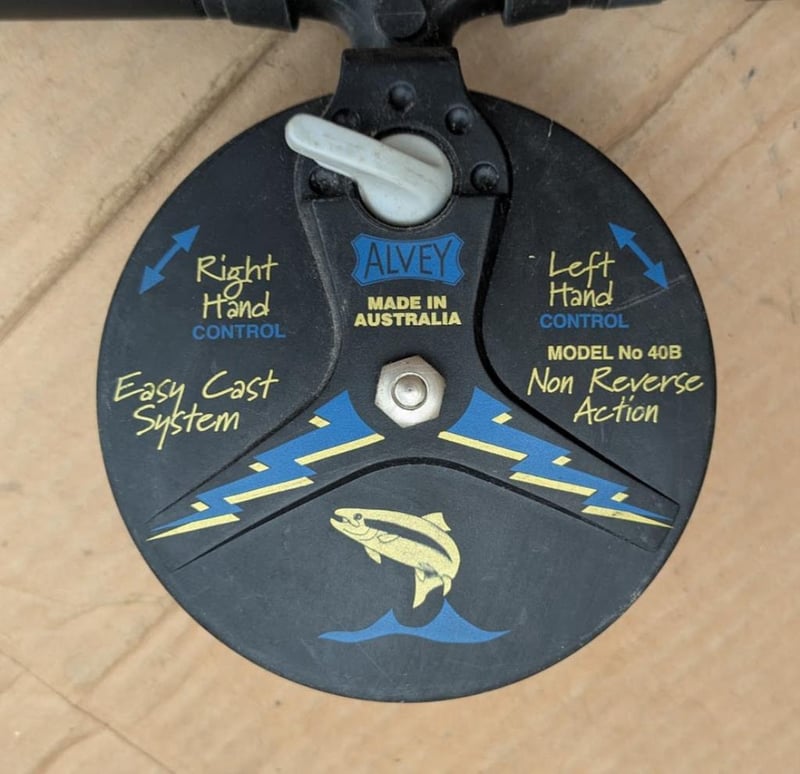 ALVEY
MADE IN
AUSTRALIA
Right
Hand
CONTROL
Left
Hand
CONTROL
Easy Cast
System
MODEL No 40B
Non Reverse
Action